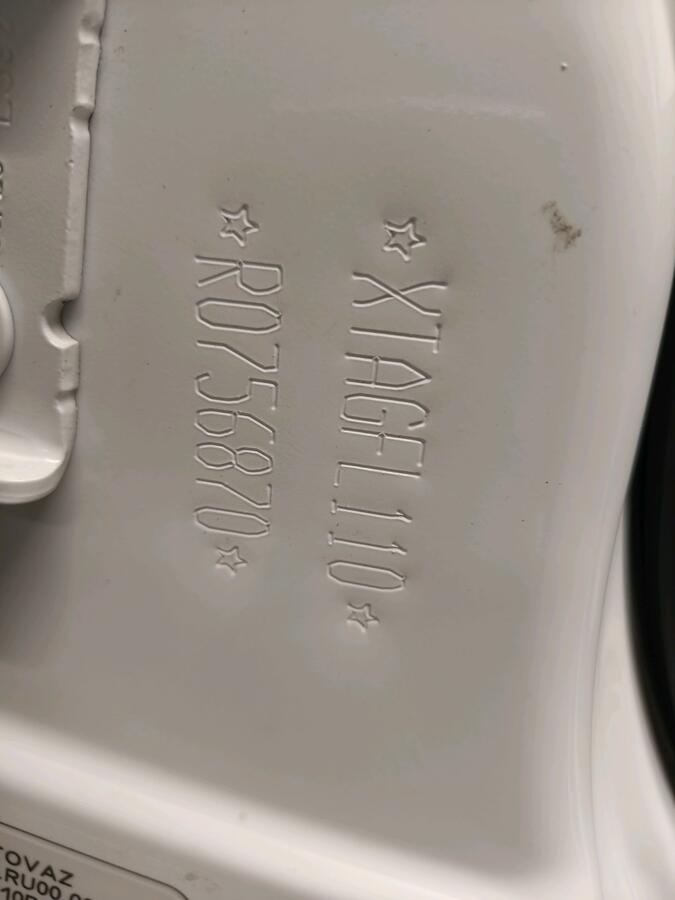 ☆XTAGFL110☆
☆R0756870☆
TOVAZ